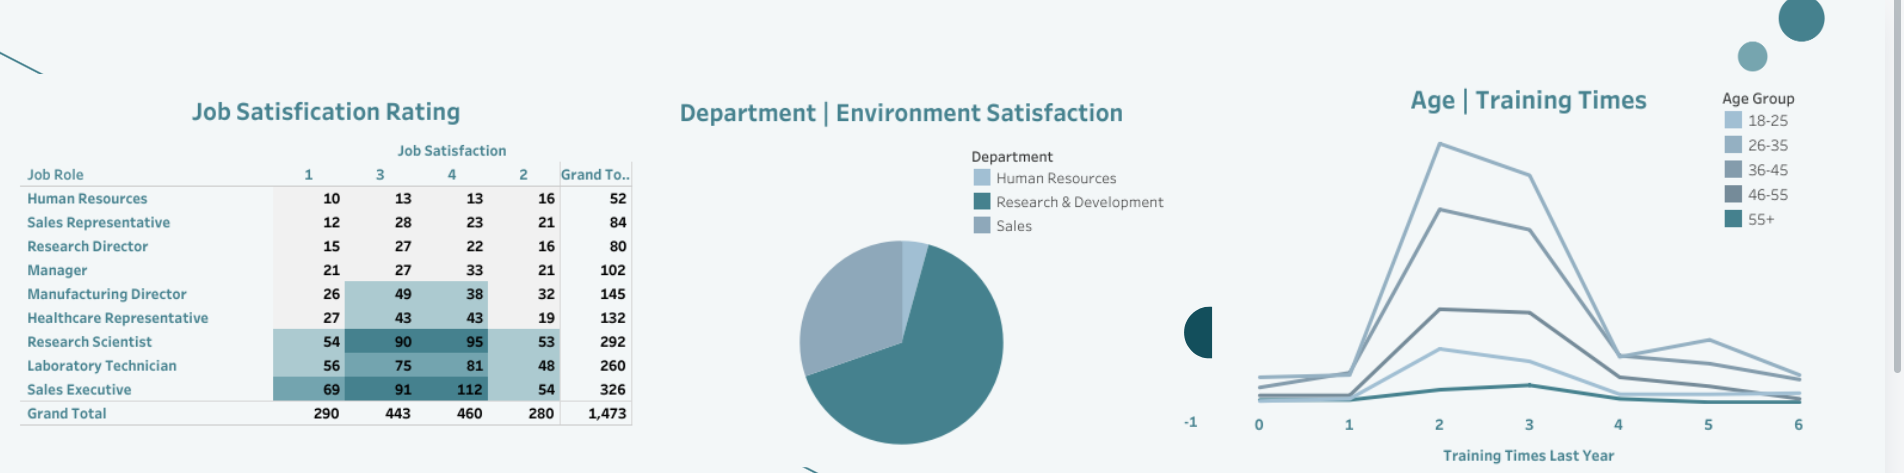 Job Satisfication Rating
Job Satisfaction
Job Role 1 3 4 2 Grand To..
Human Resources 10 13 13 16 52
Sales Representative 12 28 23 21 84
Research Director 15 27 22 16 80
Manager 21 27 33 21 102
Manufacturing Director 26 49 38 32 145
Healthcare Representative 27 43 43 19 132
Research Scientist 54 90 95 53 292
Laboratory Technician 56 75 81 48 260
Sales Executive 69 91 112 54 326
Grand Total 290 443 460 280 1,473
Department | Environment Satisfaction
Department
Human Resources
Research & Development
Sales
-1
Age | Training Times
Age Group
18-25
26-35
36-45
46-55
55+
0 1 2 3 4 5 6
Training Times Last Year